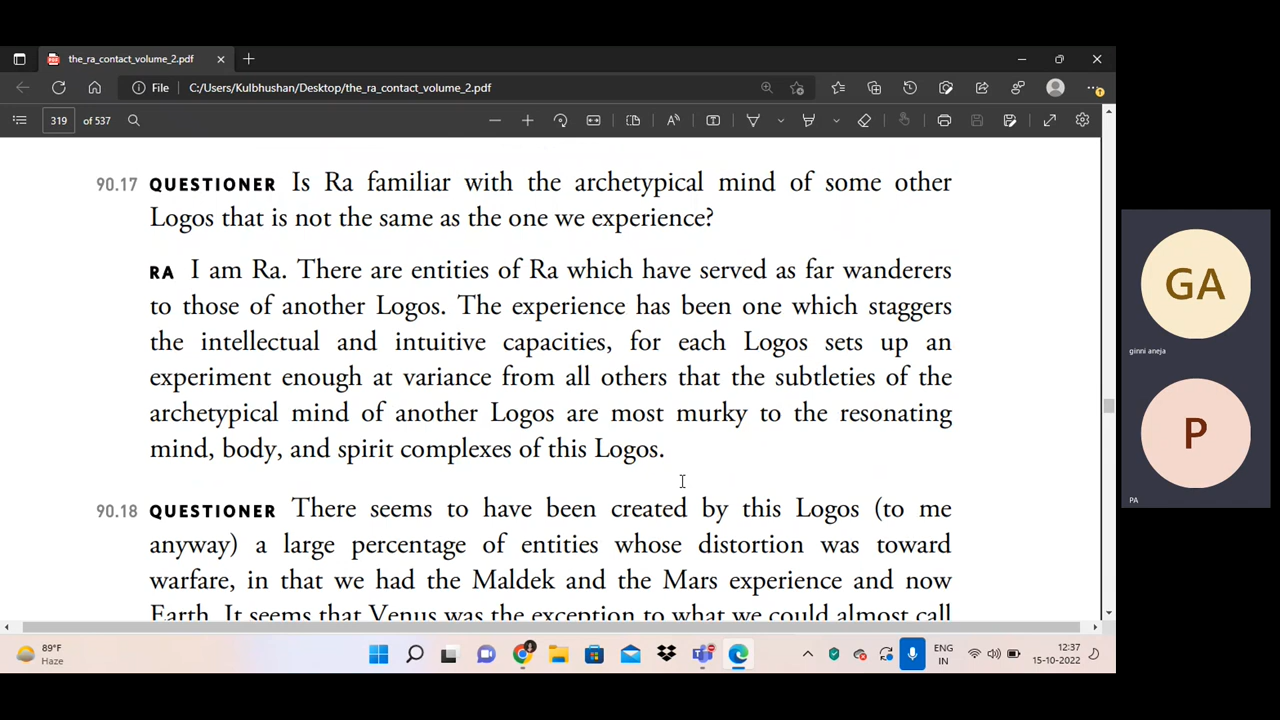 the_ra_contact_volume_2.pdf
File C:/Users/Kulbhushan/Desktop/the_ra_contact_volume_2.pdf
319 of 537
90.17 QUESTIONER Is Ra familiar with the archetypical mind of some other
Logos that is not the same as the one we experience?
RA I am Ra. There are entities of Ra which have served as far wanderers
to those of another Logos. The experience has been one which staggers
the intellectual and intuitive capacities, for each Logos sets up an
experiment enough at variance from all others that the subtleties of the
archetypical mind of another Logos are most murky to the resonating
mind, body, and spirit complexes of this Logos.
90.18 QUESTIONER There seems to have been created by this Logos (to me
anyway) a large percentage of entities whose distortion was toward
warfare, in that we had the Maldek and the Mars experience and now
Earth. It seems that Venus was the exception to what we could almost call
GA
ginni aneja
P
PA
89°F
Haze
ENG
IN
12:37
15-10-2022